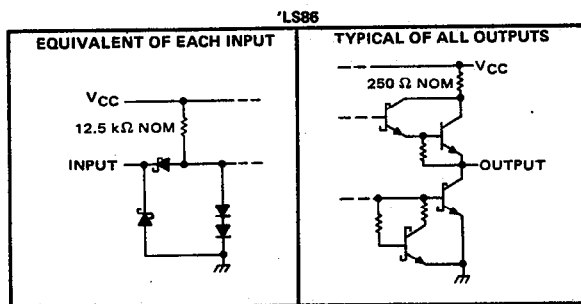 'LS86
EQUIVALENT OF EACH INPUT
TYPICAL OF ALL OUTPUTS
VCC
12.5 kΩ NOM
INPUT
VCC
250 Ω NOM
OUTPUT